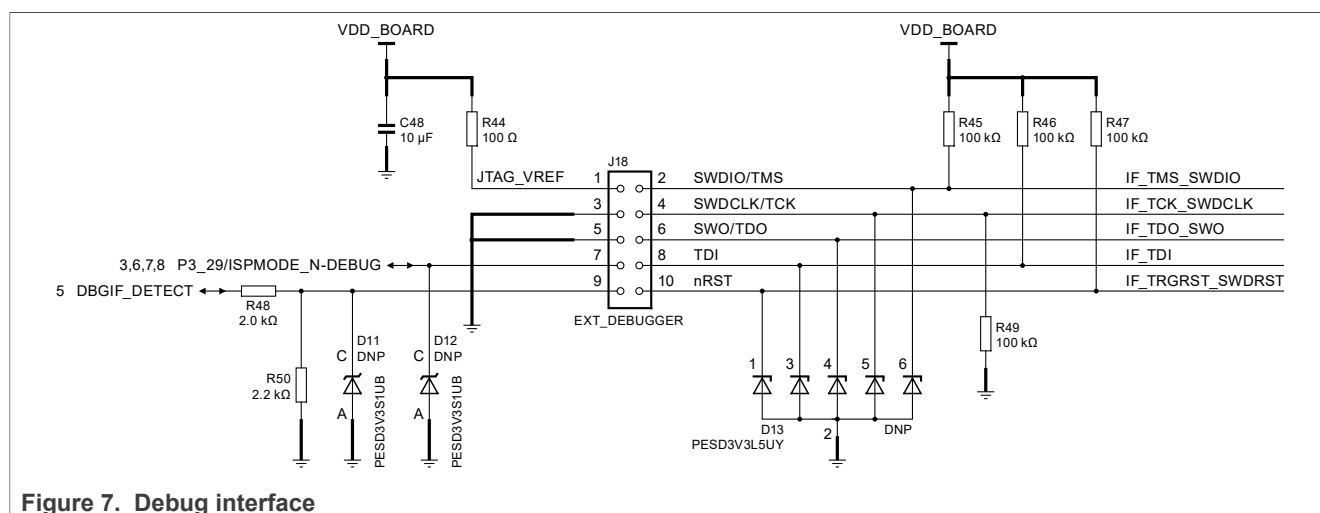 VDD_BOARD
VDD_BOARD
C48
10 µF
R44
100 Ω
R45
100 kΩ
R46
100 kΩ
R47
100 kΩ
J18
JTAG_VREF 1 2 SWDIO/TMS IF_TMS_SWDIO
3 4 SWDCLK/TCK IF_TCK_SWDCLK
5 6 SWO/TDO IF_TDO_SWO
3,6,7,8 P3_29/ISPMODE_N-DEBUG 7 8 TDI IF_TDI
5 DBGIF_DETECT 9 10 nRST IF_TRGRST_SWDRST
R48
2.0 kΩ
EXT_DEBUGGER
R49
100 kΩ
D11
C DNP
A
PESD3V3S1UB
D12
C DNP
A
PESD3V3S1UB
R50
2.2 kΩ
1 3 4 5 6
D13 2 DNP
PESD3V3L5UY
Figure 7. Debug interface